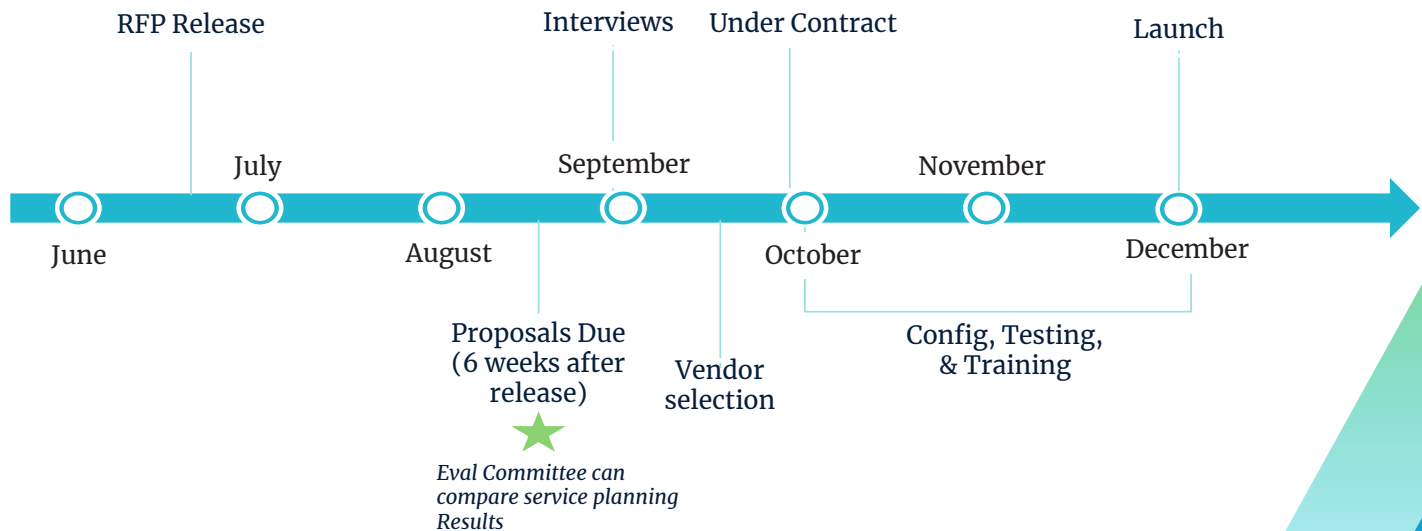 RFP Release
Interviews
Under Contract
Launch
July
September
November
June
August
October
December
Proposals Due
(6 weeks after
release)
Vendor
selection
Config, Testing,
& Training
Eval Committee can
compare service planning
Results